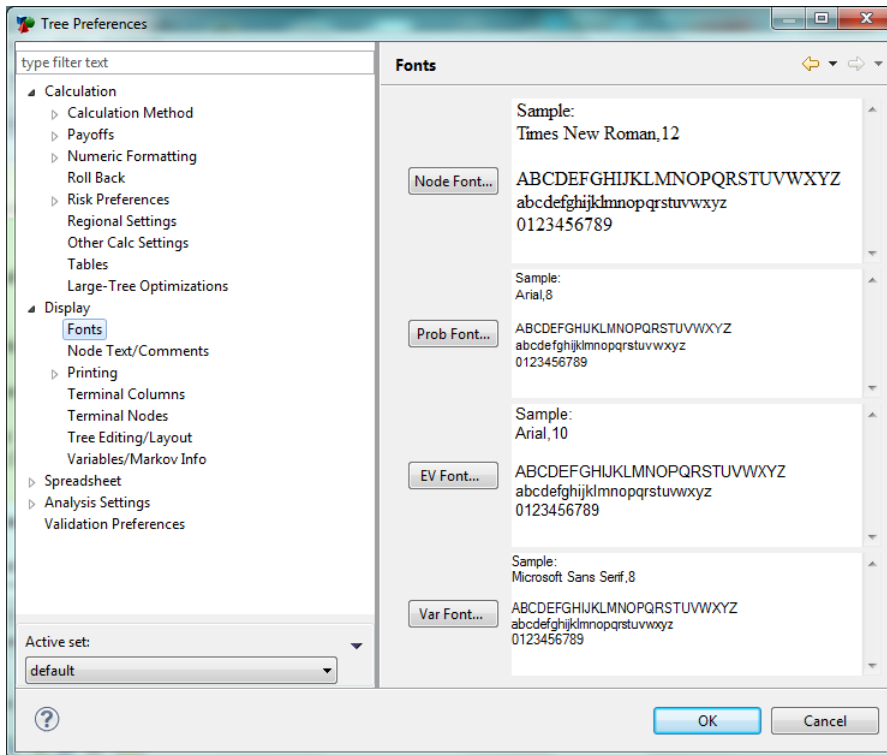 Tree Preferences
type filter text
Calculation
Calculation Method
Payoffs
Numeric Formatting
Roll Back
Risk Preferences
Regional Settings
Other Calc Settings
Tables
Large-Tree Optimizations
Display
Fonts
Node Text/Comments
Printing
Terminal Columns
Terminal Nodes
Tree Editing/Layout
Variables/Markov Info
Spreadsheet
Analysis Settings
Validation Preferences
Active set:
default
Fonts
Node Font...
Sample:
Times New Roman,12
ABCDEFGHIJKLMNOPQRSTUVWXYZ
abcdefghijklmnopqrstuvwxyz
0123456789
Prob Font...
Sample:
Arial,8
ABCDEFGHIJKLMNOPQRSTUVWXYZ
abcdefghijklmnopqrstuvwxyz
0123456789
EV Font...
Sample:
Arial,10
ABCDEFGHIJKLMNOPQRSTUVWXYZ
abcdefghijklmnopqrstuvwxyz
0123456789
Var Font...
Sample:
Microsoft Sans Serif,8
ABCDEFGHIJKLMNOPQRSTUVWXYZ
abcdefghijklmnopqrstuvwxyz
0123456789
?
OK
Cancel